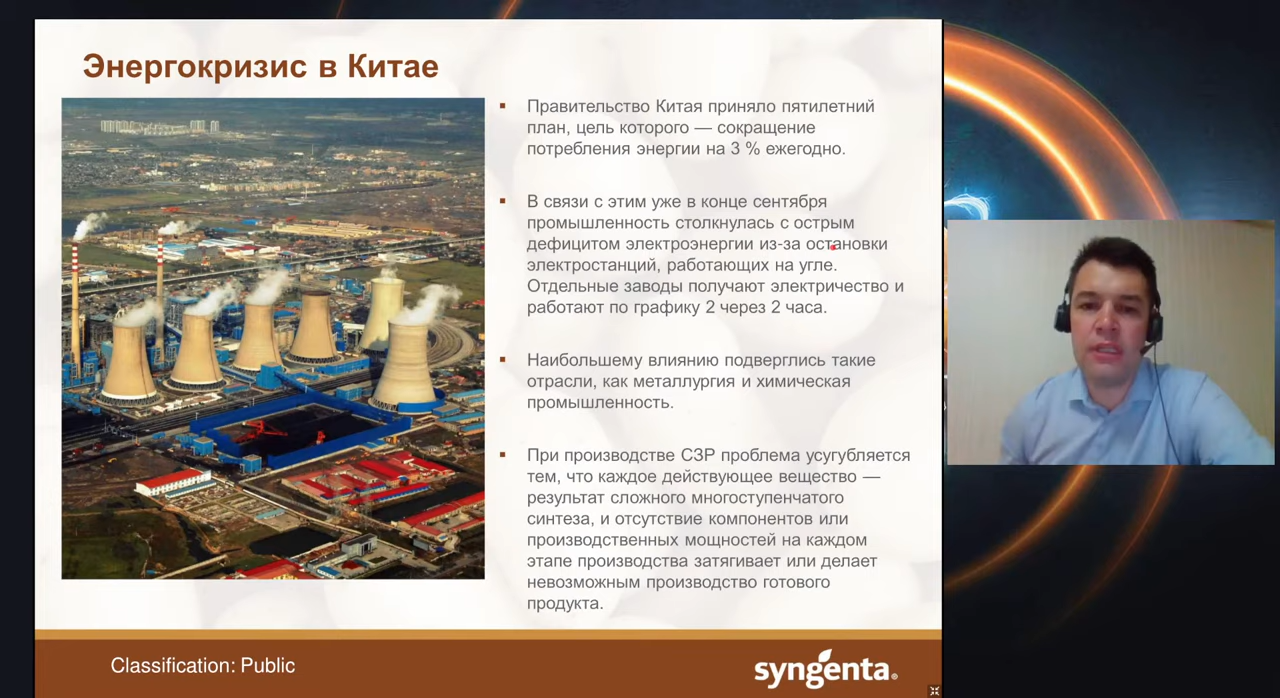 Энергокризис в Китае
Правительство Китая приняло пятилетний
план, цель которого — сокращение
потребления энергии на 3 % ежегодно.
В связи с этим уже в конце сентября
промышленность столкнулась с острым
дефицитом электроэнергии из-за остановки
электростанций, работающих на угле.
Отдельные заводы получают электричество и
работают по графику 2 через 2 часа.
Наибольшему влиянию подверглись такие
отрасли, как металлургия и химическая
промышленность.
При производстве СЗР проблема усугубляется
тем, что каждое действующее вещество —
результат сложного многоступенчатого
синтеза, и отсутствие компонентов или
производственных мощностей на каждом
этапе производства затягивает или делает
невозможным производство готового
продукта.
Classification: Public
syngenta